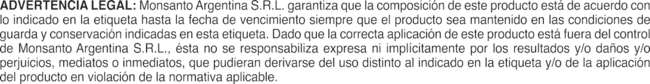 ADVERTENCIA LEGAL: Monsanto Argentina S.R.L. garantiza que la composición de este producto está de acuerdo con
lo indicado en la etiqueta hasta la fecha de vencimiento siempre que el producto sea mantenido en las condiciones de
guarda y conservación indicadas en esta etiqueta. Dado que la correcta aplicación de este producto está fuera del control
de Monsanto Argentina S.R.L., ésta no se responsabiliza expresa ni implícitamente por los resultados y/o daños y/o
perjuicios, mediatos o inmediatos, que pudieran derivarse del uso distinto al indicado en la etiqueta y/o de la aplicación
del producto en violación de la normativa aplicable.